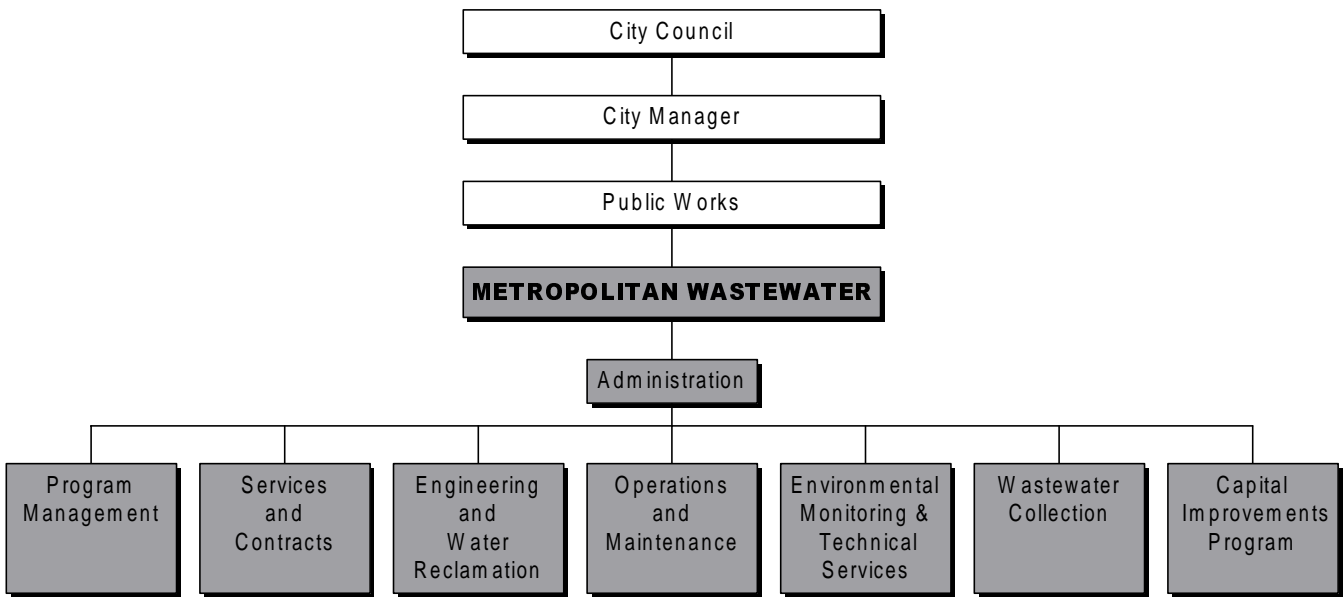 City Council
City Manager
Public Works
METROPOLITAN WASTEWATER
Administration
Program
Management
Services
and
Contracts
Engineering
and
Water
Reclamation
Operations
and
Maintenance
Environmental
Monitoring &
Technical
Services
Wastewater
Collection
Capital
Improvements
Program